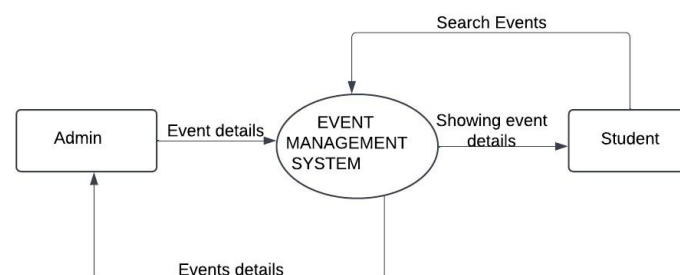 Search Events
Admin
Event details
EVENT
MANAGEMENT
SYSTEM
Showing event
details
Student
Events details